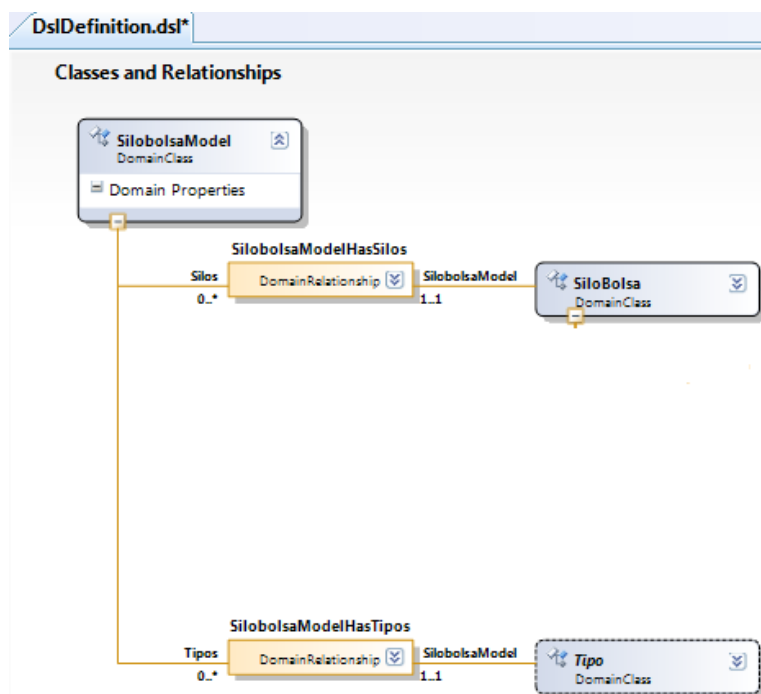 DslDefinition.dsl*
Classes and Relationships
SilobolsaModel
DomainClass
Domain Properties
SilobolsaModelHasSilos
Silos
DomainRelationship
SilobolsaModel
0..*
1..1
SiloBolsa
DomainClass
SilobolsaModelHasTipos
Tipos
DomainRelationship
SilobolsaModel
0..*
1..1
Tipo
DomainClass